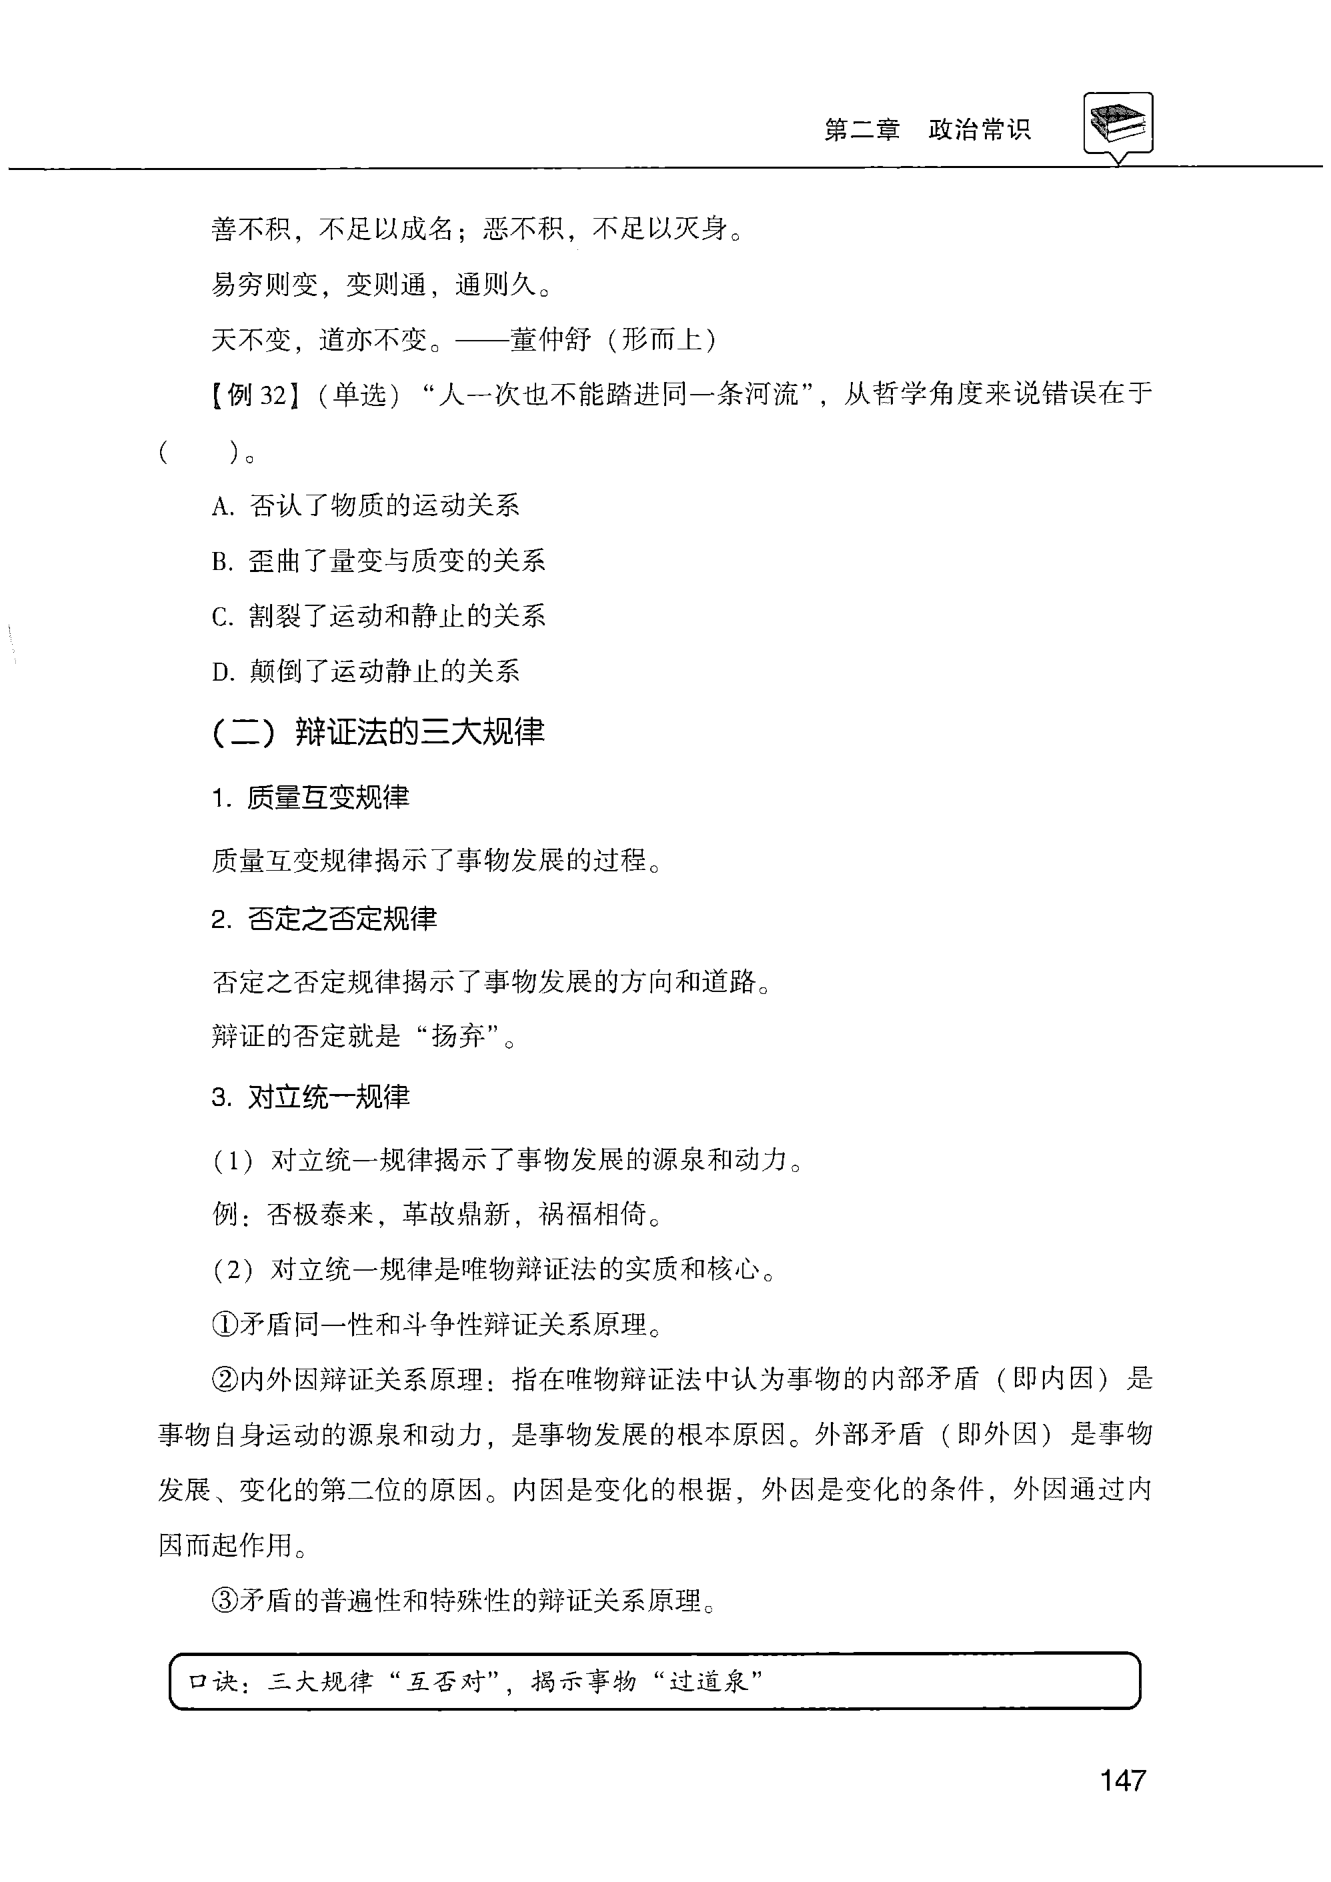 第二章　政治常识
善不积，不足以成名；恶不积，不足以灭身。
易穷则变，变则通，通则久。
天不变，道亦不变。——董仲舒（形而上）
【例 32】（单选）“人一次也不能踏进同一条河流”，从哲学角度来说错误在于
（　　）。
A. 否认了物质的运动关系
B. 歪曲了量变与质变的关系
C. 割裂了运动和静止的关系
D. 颠倒了运动静止的关系
（二）辩证法的三大规律
1. 质量互变规律
质量互变规律揭示了事物发展的过程。
2. 否定之否定规律
否定之否定规律揭示了事物发展的方向和道路。
辩证的否定就是“扬弃”。
3. 对立统一规律
（1）对立统一规律揭示了事物发展的源泉和动力。
例：否极泰来，革故鼎新，祸福相倚。
（2）对立统一规律是唯物辩证法的实质和核心。
①矛盾同一性和斗争性辩证关系原理。
②内外因辩证关系原理：指在唯物辩证法中认为事物的内部矛盾（即内因）是
事物自身运动的源泉和动力，是事物发展的根本原因。外部矛盾（即外因）是事物
发展、变化的第二位的原因。内因是变化的根据，外因是变化的条件，外因通过内
因而起作用。
③矛盾的普遍性和特殊性的辩证关系原理。
口诀：三大规律“互否对”，揭示事物“过道泉”
147